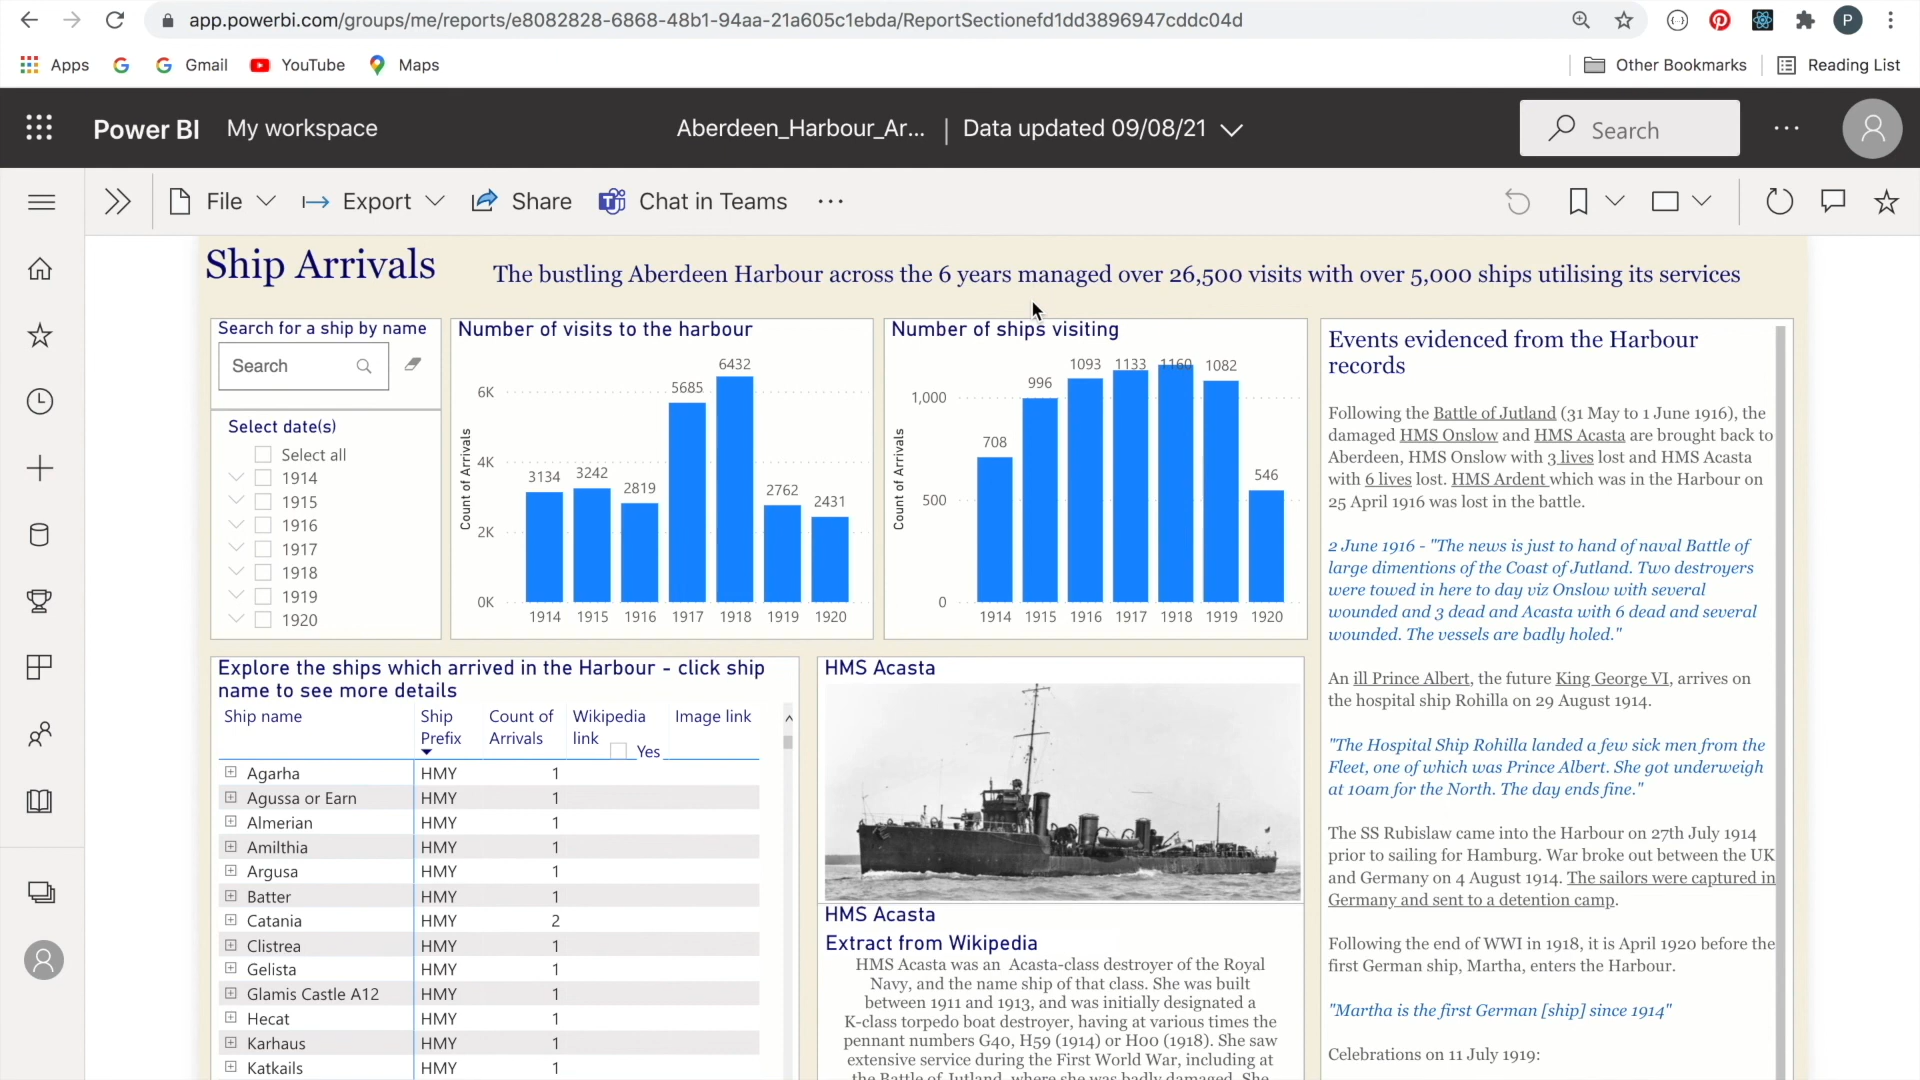 app.powerbi.com/groups/me/reports/e8082828-6868-48b1-94aa-21a605c1ebda/ReportSectionefd1dd3896947cddc04d
P
Apps
Gmail
YouTube
Maps
Other Bookmarks
Reading List
Power BI
My workspace
Aberdeen_Harbour_Ar... | Data updated 09/08/21
Search
File
Export
Share
Chat in Teams
Ship Arrivals
The bustling Aberdeen Harbour across the 6 years managed over 26,500 visits with over 5,000 ships utilising its services
Search for a ship by name
Search
Select date(s)
Select all
1914
1915
1916
1917
1918
1919
1920
Number of visits to the harbour
Count of Arrivals
6K
4K
2K
0K
3134
3242
2819
5685
6432
2762
2431
1914 1915 1916 1917 1918 1919 1920
Number of ships visiting
Count of Arrivals
1,000
500
0
708
996
1093
1133
1160
1082
546
1914 1915 1916 1917 1918 1919 1920
Explore the ships which arrived in the Harbour - click ship
name to see more details
Ship name
Ship
Prefix
Count of
Arrivals
Wikipedia
link
Yes
Image link
Agarha HMY 1
Agussa or Earn HMY 1
Almerian HMY 1
Amilthia HMY 1
Argusa HMY 1
Batter HMY 1
Catania HMY 2
Clistrea HMY 1
Gelista HMY 1
Glamis Castle A12 HMY 1
Hecat HMY 1
Karhaus HMY 1
Katkails HMY 1
HMS Acasta
HMS Acasta
Extract from Wikipedia
HMS Acasta was an Acasta-class destroyer of the Royal
Navy, and the name ship of that class. She was built
between 1911 and 1913, and was initially designated a
K-class torpedo boat destroyer, having at various times the
pennant numbers G40, H59 (1914) or H00 (1918). She saw
extensive service during the First World War, including at
the Battle of Jutland, where she was badly damaged. She
Events evidenced from the Harbour
records
Following the Battle of Jutland (31 May to 1 June 1916), the
damaged HMS Onslow and HMS Acasta are brought back to
Aberdeen, HMS Onslow with 3 lives lost and HMS Acasta
with 6 lives lost. HMS Ardent which was in the Harbour on
25 April 1916 was lost in the battle.
2 June 1916 - "The news is just to hand of naval Battle of
large dimentions of the Coast of Jutland. Two destroyers
were towed in here to day viz Onslow with several
wounded and 3 dead and Acasta with 6 dead and several
wounded. The vessels are badly holed."
An ill Prince Albert, the future King George VI, arrives on
the hospital ship Rohilla on 29 August 1914.
"The Hospital Ship Rohilla landed a few sick men from the
Fleet, one of which was Prince Albert. She got underweigh
at 10am for the North. The day ends fine."
The SS Rubislaw came into the Harbour on 27th July 1914
prior to sailing for Hamburg. War broke out between the UK
and Germany on 4 August 1914. The sailors were captured in
Germany and sent to a detention camp.
Following the end of WWI in 1918, it is April 1920 before the
first German ship, Martha, enters the Harbour.
"Martha is the first German [ship] since 1914"
Celebrations on 11 July 1919: